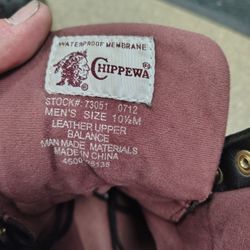 WATERPROOF MEMBRANE
CHIPPEWA
STOCK#: 73051 0712
MEN'S SIZE 10½M
LEATHER UPPER
BALANCE
MAN MADE MATERIALS
MADE IN CHINA